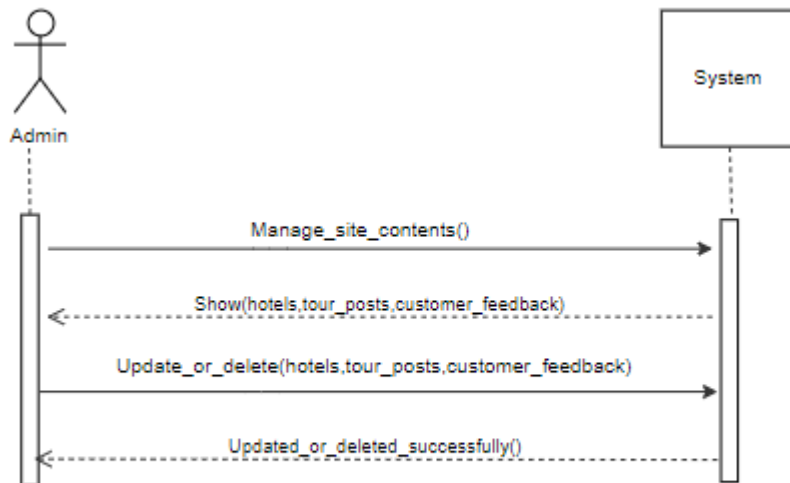 System
Admin
Manage_site_contents()
Show(hotels,tour_posts,customer_feedback)
Update_or_delete(hotels,tour_posts,customer_feedback)
Updated_or_deleted_successfully()